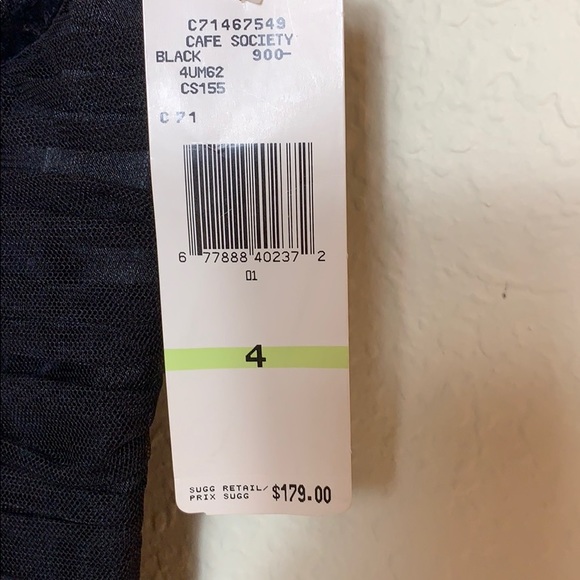 C71467549
CAFE SOCIETY
BLACK 900-
4UM62
CS155
C 71
6 77888 40237 2
01
4
SUGG RETAIL/
PRIX SUGG $179.00